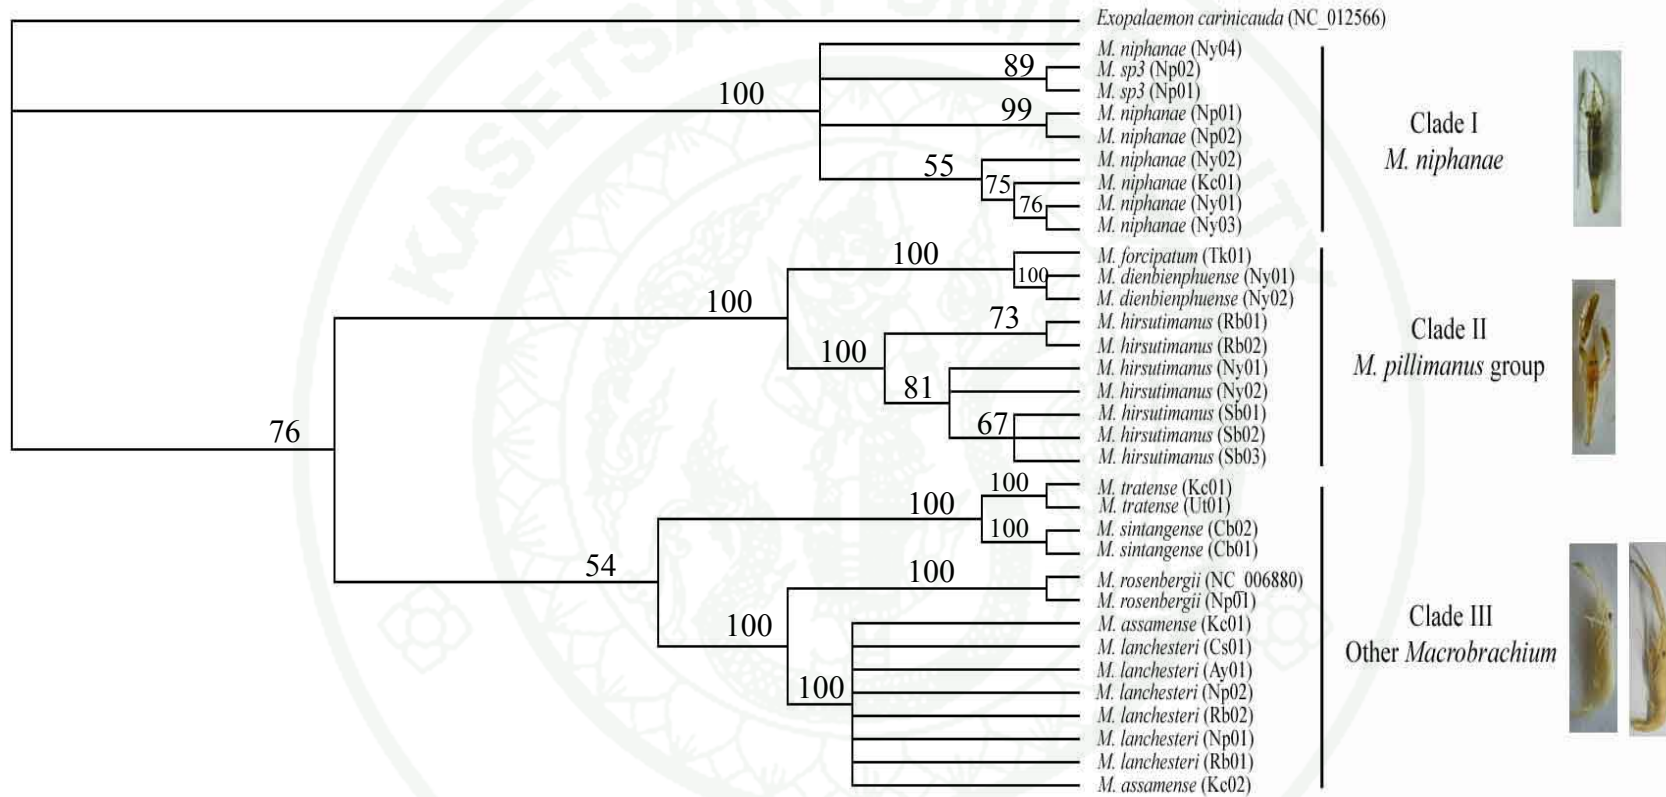 KASETSART UNIVERSITY
Exopalaemon carinicauda (NC_012566)
M. niphanae (Ny04)
89
M. sp3 (Np02)
M. sp3 (Np01)
100
99
M. niphanae (Np01)
M. niphanae (Np02)
55
M. niphanae (Ny02)
75
M. niphanae (Kc01)
76
M. niphanae (Ny01)
M. niphanae (Ny03)
Clade I
M. niphanae
100
M. forcipatum (Tk01)
100
M. dienbienphuense (Ny01)
M. dienbienphuense (Ny02)
100
73
M. hirsutimanus (Rb01)
M. hirsutimanus (Rb02)
100
M. hirsutimanus (Ny01)
81
M. hirsutimanus (Ny02)
M. hirsutimanus (Sb01)
67
M. hirsutimanus (Sb02)
M. hirsutimanus (Sb03)
Clade II
M. pillimanus group
76
100
M. tratense (Kc01)
M. tratense (Ut01)
100
100
M. sintangense (Cb02)
M. sintangense (Cb01)
54
100
M. rosenbergii (NC_006880)
M. rosenbergii (Np01)
100
M. assamense (Kc01)
M. lanchesteri (Cs01)
M. lanchesteri (Ay01)
100
M. lanchesteri (Np02)
M. lanchesteri (Rb02)
M. lanchesteri (Np01)
M. lanchesteri (Rb01)
M. assamense (Kc02)
Clade III
Other Macrobrachium